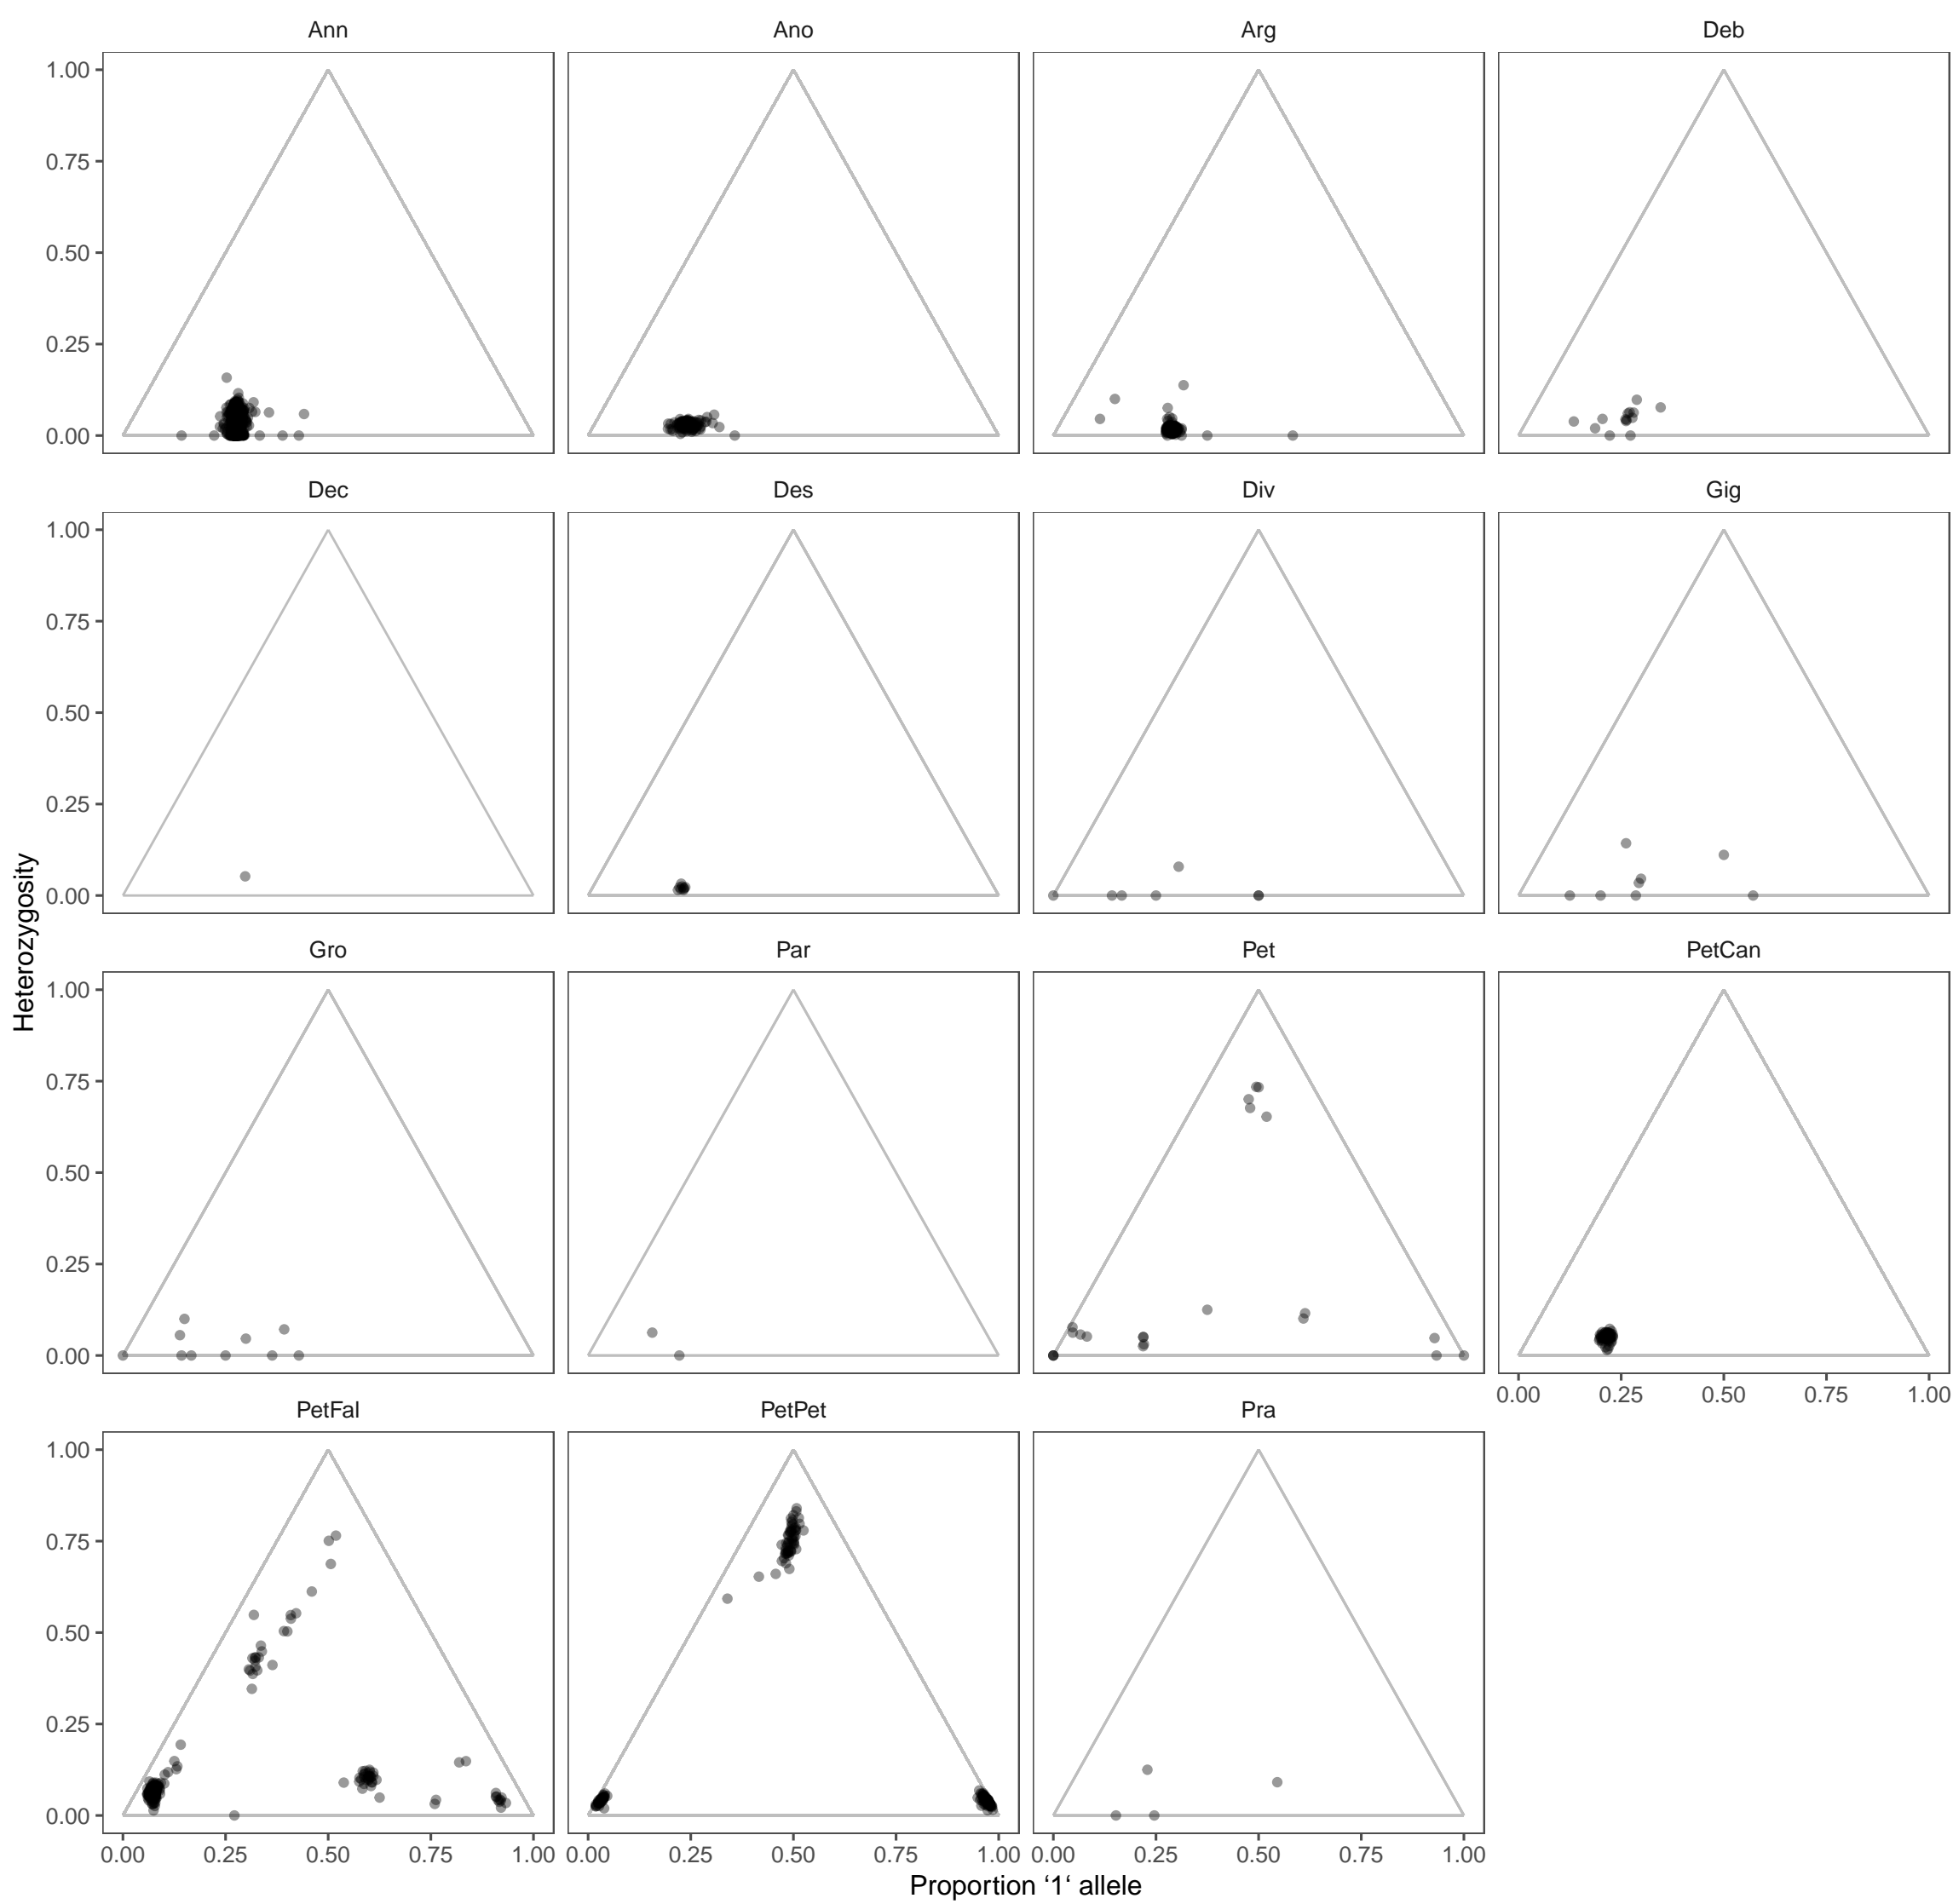 Ann Ano Arg Deb
1.00
0.75
0.50
0.25
0.00
Dec Des Div Gig
1.00
0.75
0.50
0.25
0.00
Heterozygosity
Gro Par Pet PetCan
1.00
0.75
0.50
0.25
0.00
0.00 0.25 0.50 0.75 1.00
PetFal PetPet Pra
1.00
0.75
0.50
0.25
0.00
0.00 0.25 0.50 0.75 1.00 0.00 0.25 0.50 0.75 1.00 0.00 0.25 0.50 0.75 1.00
Proportion ‘1‘ allele